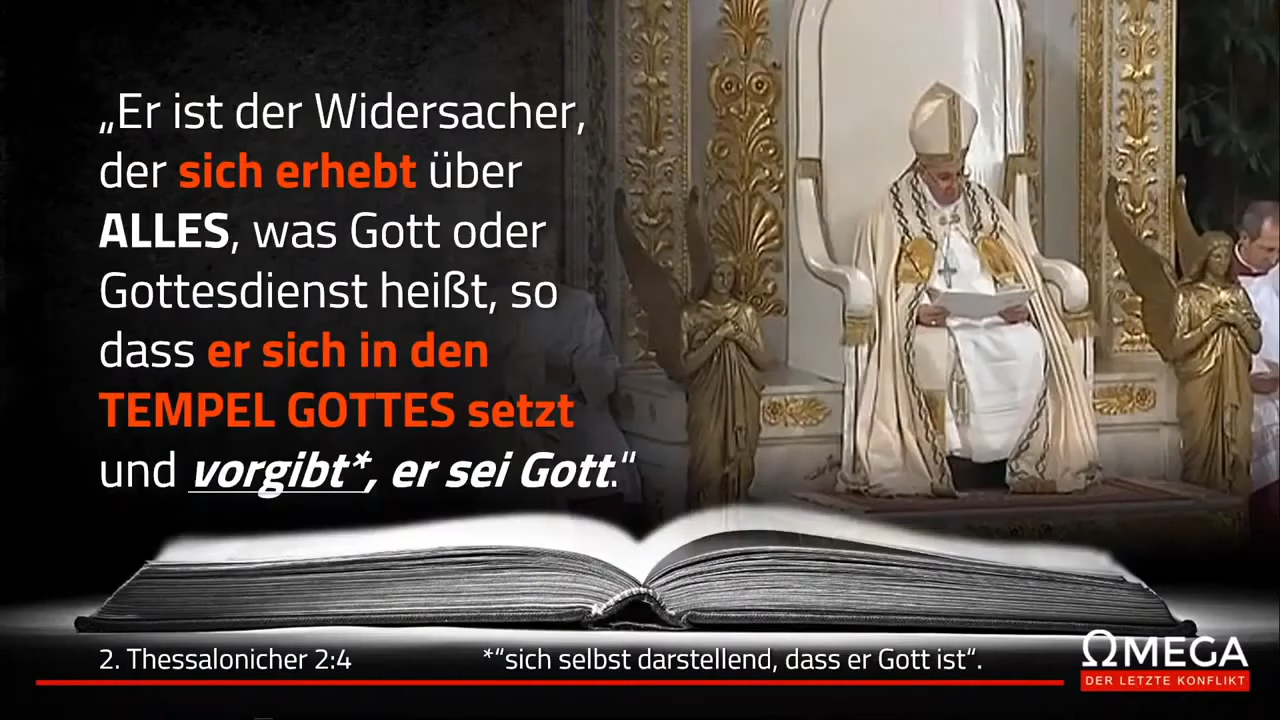 „Er ist der Widersacher,
der sich erhebt über
ALLES, was Gott oder
Gottesdienst heißt, so
dass er sich in den
TEMPEL GOTTES setzt
und vorgibt*, er sei Gott.“
2. Thessalonicher 2:4
*“sich selbst darstellend, dass er Gott ist“.
ΩMEGA
DER LETZTE KONFLIKT